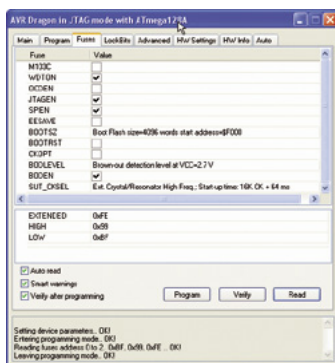 AVR Dragon in JTAG mode with ATmega128A
Main Program Fuses LockBits Advanced HW Settings HW Info Auto
Fuse Value
M103C
WDTON
OCDEN
JTAGEN
SPIEN
EESAVE
BOOTSZ Boot Flash size=4096 words start address=$F000
BOOTRST
CKOPT
BODLEVEL Brown-out detection level at VCC=2.7 V
BODEN
SUT_CKSEL Ext. Crystal/Resonator High Freq.; Start-up time: 16K CK + 64 ms
EXTENDED 0xFE
HIGH 0x99
LOW 0xBF
Auto read
Smart warnings
Verify after programming
Program Verify Read
Setting device parameters.. OK!
Entering programming mode.. OK!
Reading fuses address 0 to 2.. 0xBF, 0x99, 0xFE .. OK!
Leaving programming mode.. OK!